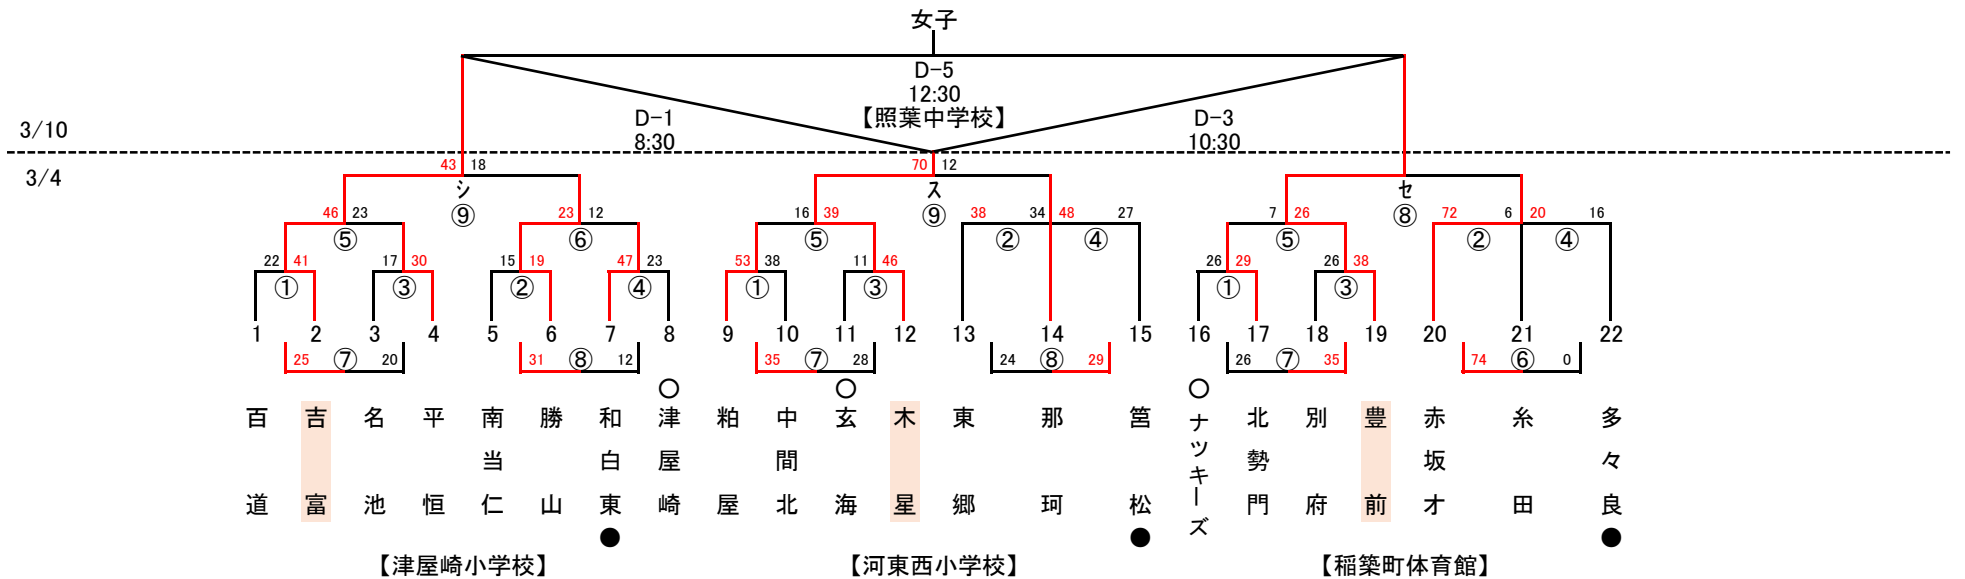 女子
D-5
12:30
【照葉中学校】
D-1
8:30
D-3
10:30
3/10
3/4
43 18 70 12
シ ス セ
⑨ ⑨ ⑧
46 23 23 12 16 39 38 34 48 27 7 26 72 6 20 16
⑤ ⑥ ⑤ ② ④ ⑤ ② ④
22 41 17 30 15 19 47 23 53 38 11 46 26 29 26 38
① ③ ② ④ ① ③ ① ③
1 2 3 4 5 6 7 8 9 10 11 12 13 14 15 16 17 18 19 20 21 22
25 ⑦ 20 31 ⑧ 12 35 ⑦ 28 24 ⑧ 29 26 ⑦ 35 74 ⑥ 0
○ ○ ○
百道
吉富
名池
平恒
南当仁
勝山
和白東
津屋崎
粕屋
中間北
玄海
木星
東郷
那珂
筥松
ナツキーズ
北勢門
別府
豊前
赤坂才
糸田
多々良
● ● ●
【津屋崎小学校】
【河東西小学校】
【稲築町体育館】